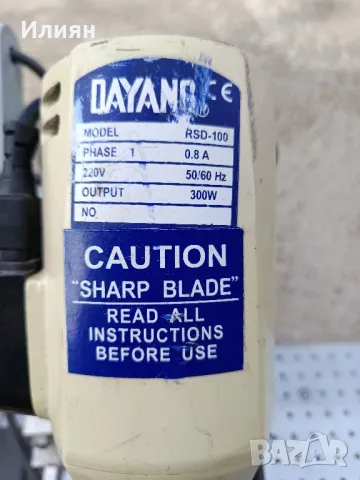 Илиян
DAYANG® CE
MODEL RSD-100
PHASE 1 0.8 A
220V 50/60 Hz
OUTPUT 300W
NO
CAUTION
"SHARP BLADE"
READ ALL
INSTRUCTIONS
BEFORE USE
BAZAR